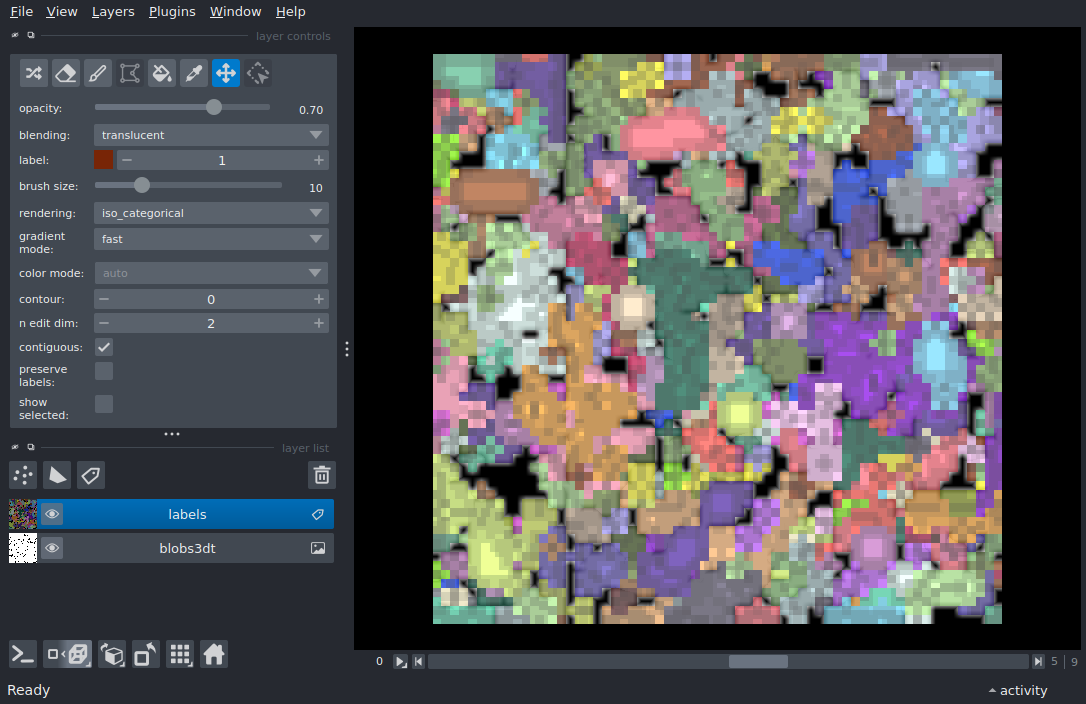 File View Layers Plugins Window Help
layer controls
opacity: 0.70
blending: translucent
label: 1
brush size: 10
rendering: iso_categorical
gradient
mode: fast
color mode: auto
contour: 0
n edit dim: 2
contiguous:
preserve
labels:
show
selected:
layer list
labels
blobs3dt
0 5 9
Ready activity